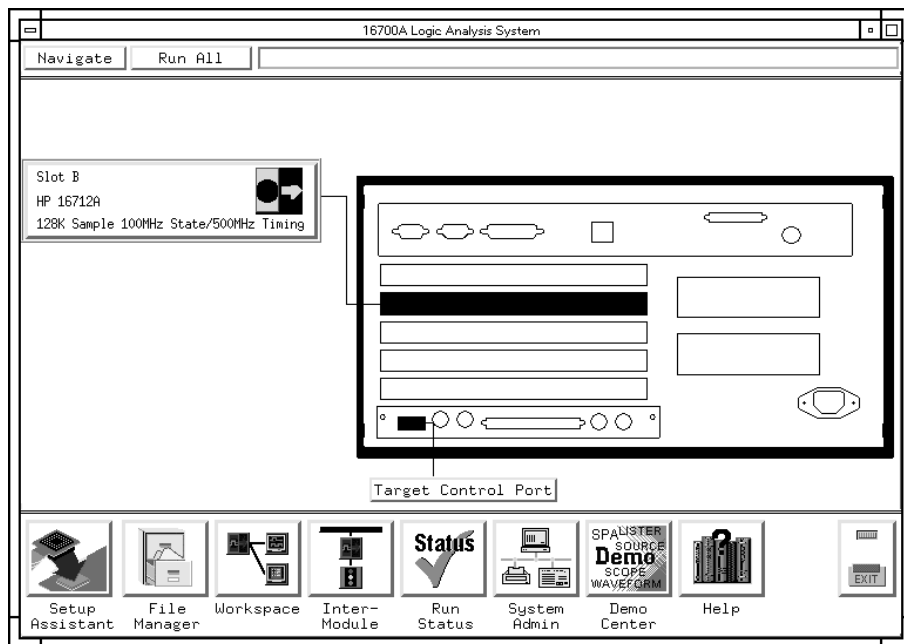 16700A Logic Analysis System
Navigate
Run All
Slot B
HP 16712A
128K Sample 100MHz State/500MHz Timing
Target Control Port
Status
SPA LISTER
SOURCE
Demo
SCOPE
WAVEFORM
?
EXIT
Setup
Assistant
File
Manager
Workspace
Inter-
Module
Run
Status
System
Admin
Demo
Center
Help